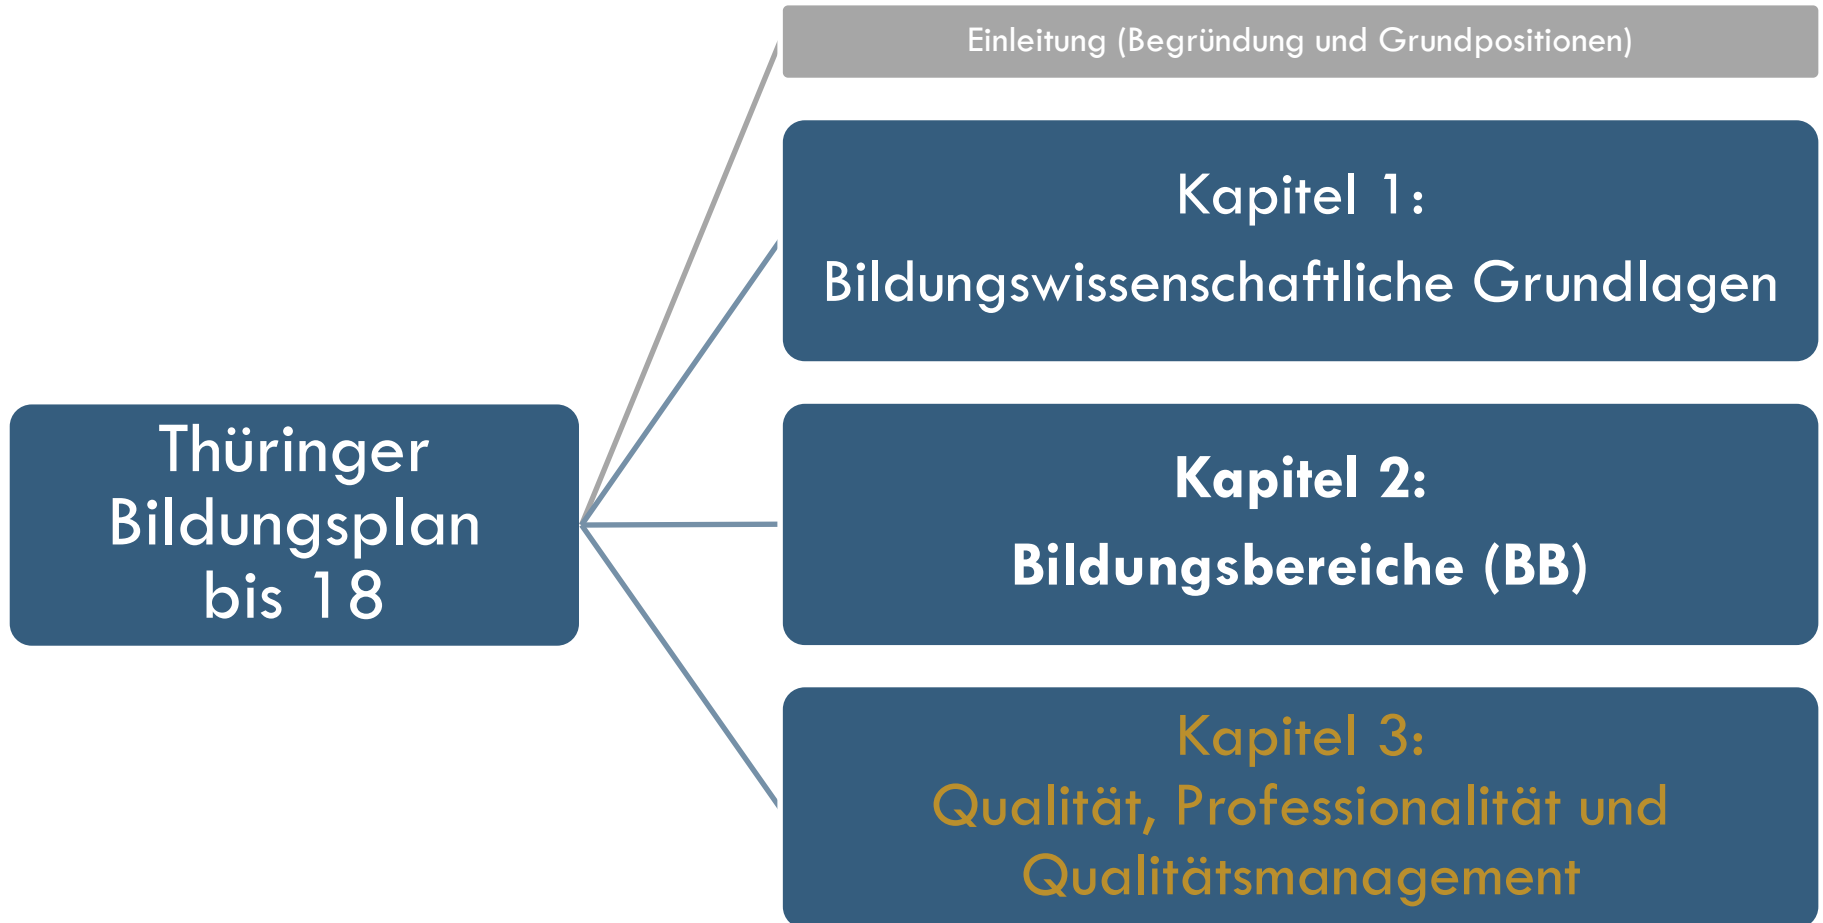 Einleitung (Begründung und Grundpositionen)
Kapitel 1:
Bildungswissenschaftliche Grundlagen
Thüringer
Bildungsplan
bis 18
Kapitel 2:
Bildungsbereiche (BB)
Kapitel 3:
Qualität, Professionalität und
Qualitätsmanagement